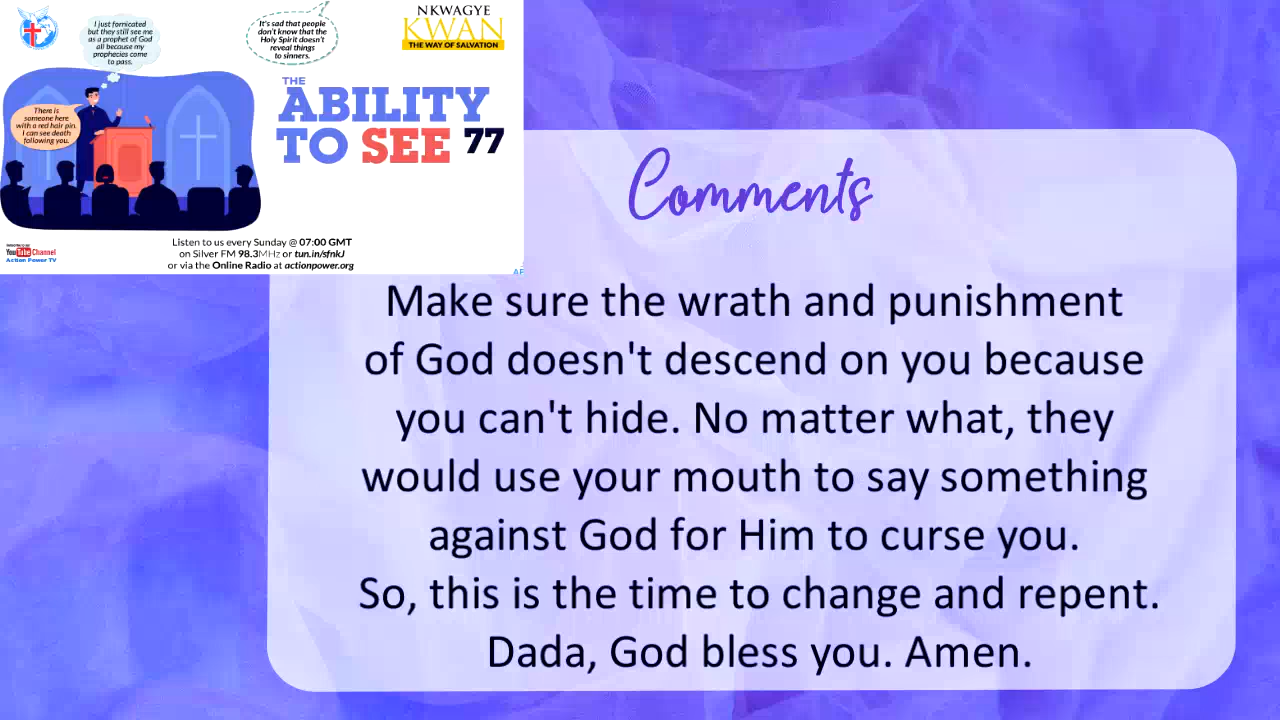 I just fornicated
but they still see me
as a prophet of God
all because my
prophecies come
to pass.
It's sad that people
don't know that the
Holy Spirit doesn't
reveal things
to sinners.
NKWAGYE
KWAN
THE WAY OF SALVATION
There is
someone here
with a red hair pin.
I can see death
following you.
THE
ABILITY
TO SEE 77
YouTube Channel
Action Power TV
Listen to us every Sunday @ 07:00 GMT
on Silver FM 98.3MHz or tun.in/sfnkJ
or via the Online Radio at actionpower.org
Comments
Make sure the wrath and punishment
of God doesn't descend on you because
you can't hide. No matter what, they
would use your mouth to say something
against God for Him to curse you.
So, this is the time to change and repent.
Dada, God bless you. Amen.